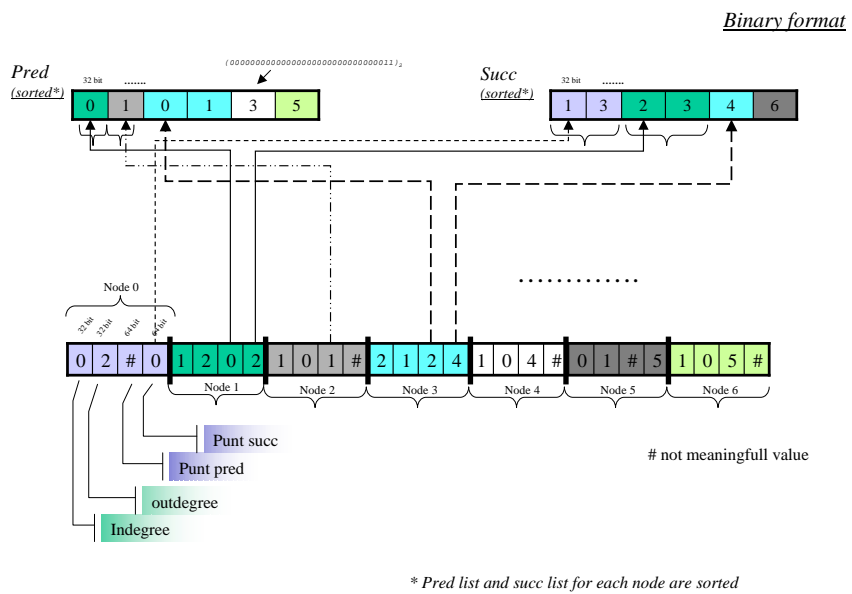 Binary format
(00000000000000000000000000000011)₂
Pred
(sorted*)
32 bit
.......
0 1 0 1 3 5
Succ
(sorted*)
32 bit
.......
1 3 2 3 4 6
.............
Node 0
32 bit 32 bit 64 bit 64 bit
0 2 # 0 1 2 0 2 1 0 1 # 2 1 2 4 1 0 4 # 0 1 # 5 1 0 5 #
Node 1 Node 2 Node 3 Node 4 Node 5 Node 6
Punt succ
Punt pred
outdegree
Indegree
# not meaningfull value
* Pred list and succ list for each node are sorted